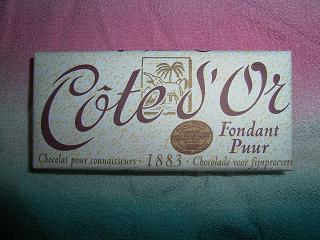 Côte d'Or
Fondant
Puur
Chocolat pour connaisseurs · 1883 · Chocolade voor fijnproevers